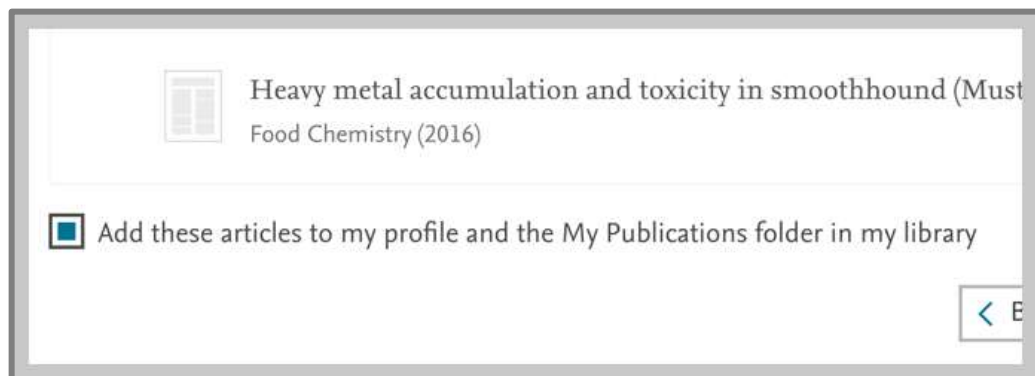 Heavy metal accumulation and toxicity in smoothhound (Must
Food Chemistry (2016)
Add these articles to my profile and the My Publications folder in my library
< B